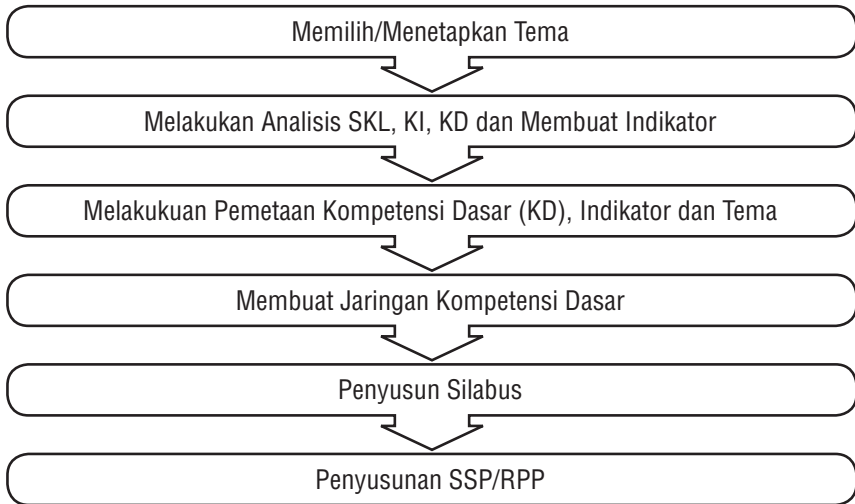 Memilih/Menetapkan Tema
Melakukan Analisis SKL, KI, KD dan Membuat Indikator
Melakukuan Pemetaan Kompetensi Dasar (KD), Indikator dan Tema
Membuat Jaringan Kompetensi Dasar
Penyusun Silabus
Penyusunan SSP/RPP